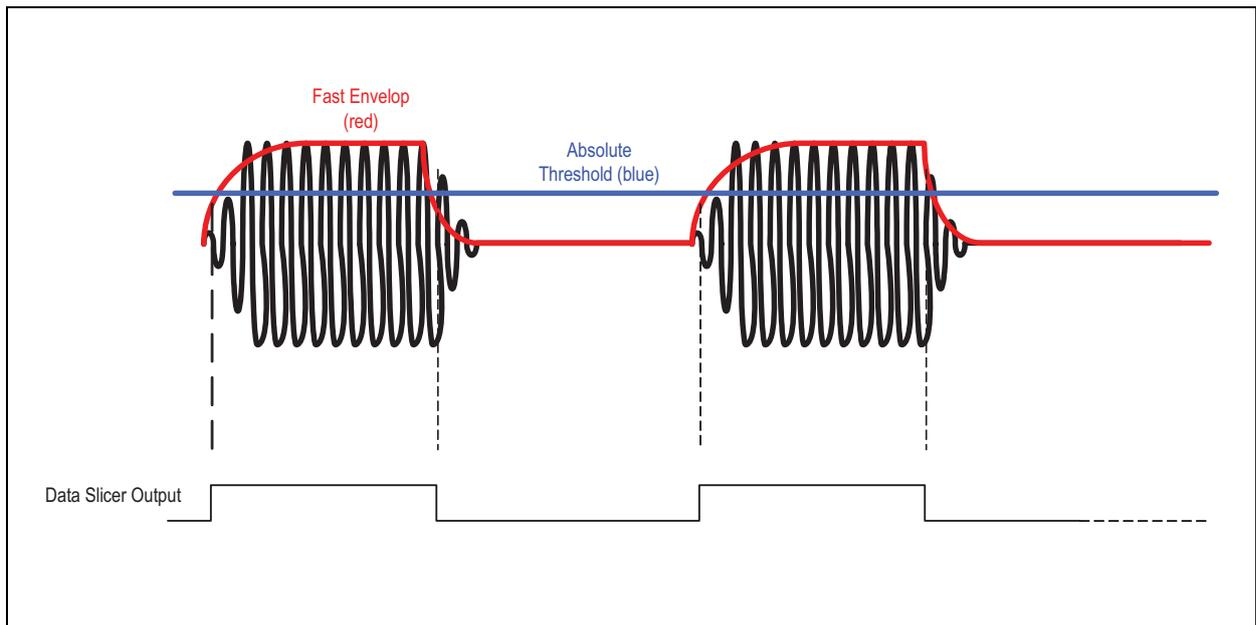 Fast Envelop
(red)
Absolute
Threshold (blue)
Data Slicer Output